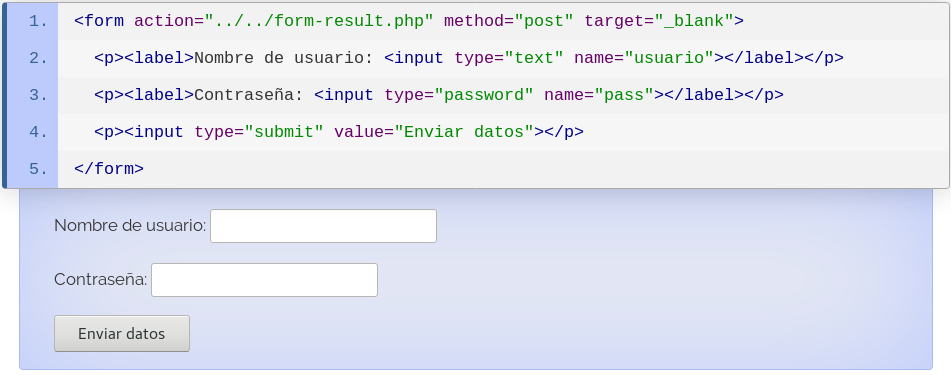 1. <form action="../../form-result.php" method="post" target="_blank">
2. <p><label>Nombre de usuario: <input type="text" name="usuario"></label></p>
3. <p><label>Contraseña: <input type="password" name="pass"></label></p>
4. <p><input type="submit" value="Enviar datos"></p>
5. </form>
Nombre de usuario:
Contraseña:
Enviar datos